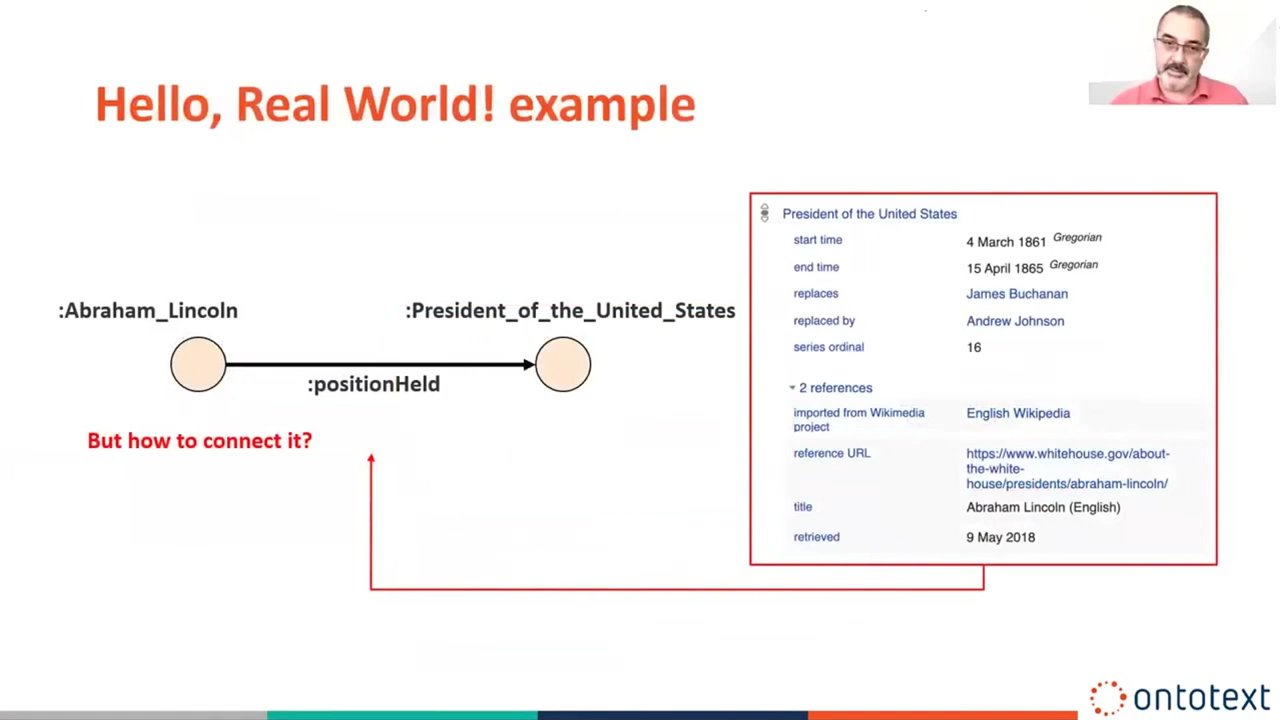 Hello, Real World! example
:Abraham_Lincoln
:President_of_the_United_States
:positionHeld
But how to connect it?
President of the United States
start time 4 March 1861 Gregorian
end time 15 April 1865 Gregorian
replaces James Buchanan
replaced by Andrew Johnson
series ordinal 16
2 references
imported from Wikimedia English Wikipedia
project
reference URL https://www.whitehouse.gov/about-
the-white-
house/presidents/abraham-lincoln/
title Abraham Lincoln (English)
retrieved 9 May 2018
ontotext